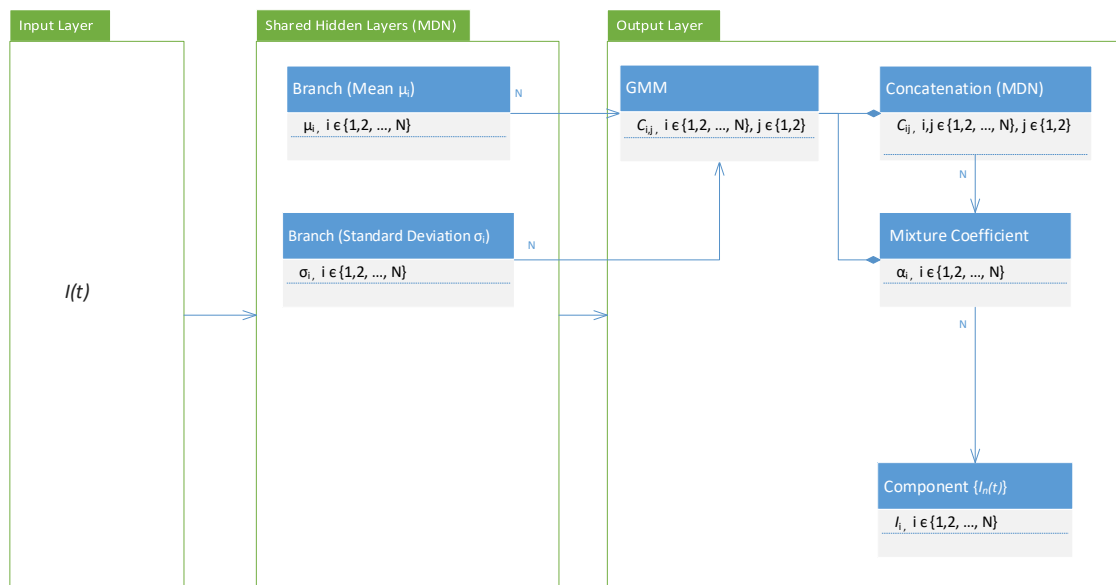 Input Layer
I(t)
Shared Hidden Layers (MDN)
Branch (Mean μi)
μi, i ϵ {1,2, ..., N}
N
Branch (Standard Deviation σi)
σi, i ϵ {1,2, ..., N}
N
Output Layer
GMM
Ci,j, i ϵ {1,2, ..., N}, j ϵ {1,2}
Concatenation (MDN)
Cij, i,j ϵ {1,2, ..., N}, j ϵ {1,2}
N
Mixture Coefficient
αi, i ϵ {1,2, ..., N}
N
Component {In(t)}
Ii, i ϵ {1,2, ..., N}